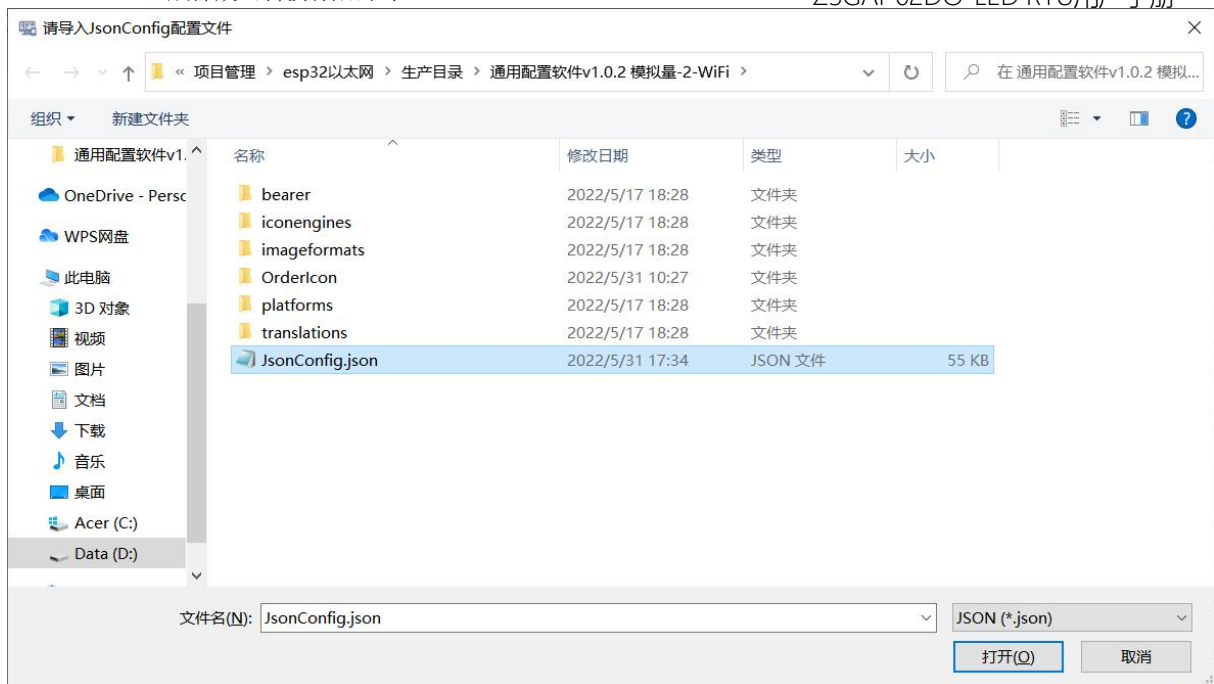 请导入JsonConfig配置文件
« 项目管理 > esp32以太网 > 生产目录 > 通用配置软件v1.0.2 模拟量-2-WiFi >
在 通用配置软件v1.0.2 模拟...
组织 新建文件夹
通用配置软件v1. 名称 修改日期 类型 大小
OneDrive - Persc bearer 2022/5/17 18:28 文件夹
iconengines 2022/5/17 18:28 文件夹
WPS网盘 imageformats 2022/5/17 18:28 文件夹
此电脑 OrderIcon 2022/5/31 10:27 文件夹
3D 对象 platforms 2022/5/17 18:28 文件夹
视频 translations 2022/5/17 18:28 文件夹
图片 JsonConfig.json 2022/5/31 17:34 JSON 文件 55 KB
文档
下载
音乐
桌面
Acer (C:)
Data (D:)
文件名(N): JsonConfig.json JSON (*.json)
打开(O) 取消